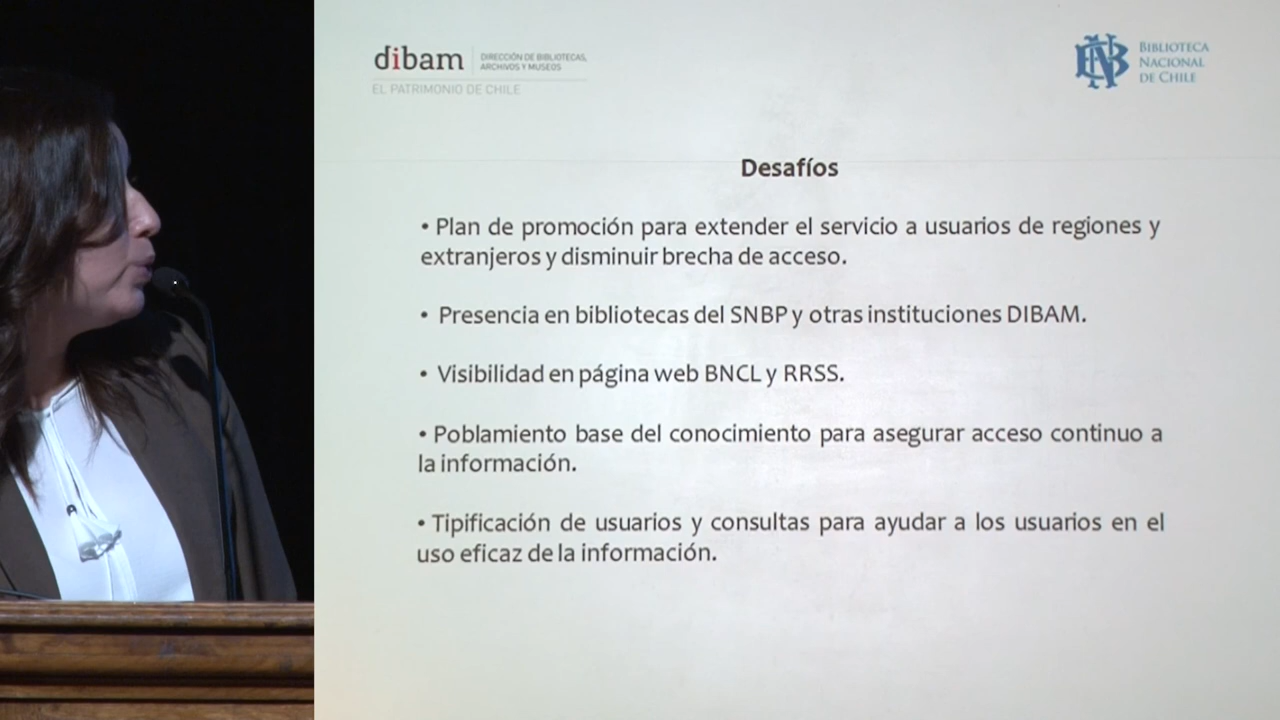 dibam
DIRECCIÓN DE BIBLIOTECAS,
ARCHIVOS Y MUSEOS
EL PATRIMONIO DE CHILE
BIBLIOTECA
NACIONAL
DE CHILE
Desafíos
• Plan de promoción para extender el servicio a usuarios de regiones y
extranjeros y disminuir brecha de acceso.
• Presencia en bibliotecas del SNBP y otras instituciones DIBAM.
• Visibilidad en página web BNCL y RRSS.
• Poblamiento base del conocimiento para asegurar acceso continuo a
la información.
• Tipificación de usuarios y consultas para ayudar a los usuarios en el
uso eficaz de la información.